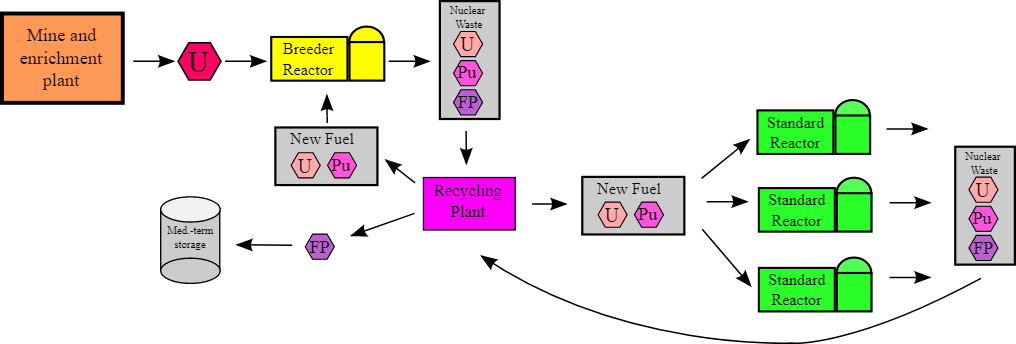 Mine and
enrichment
plant
U
Breeder
Reactor
Nuclear
Waste
U
Pu
FP
New Fuel
U Pu
Recycling
Plant
Med.-term
storage
FP
New Fuel
U Pu
Standard
Reactor
Standard
Reactor
Standard
Reactor
Nuclear
Waste
U
Pu
FP